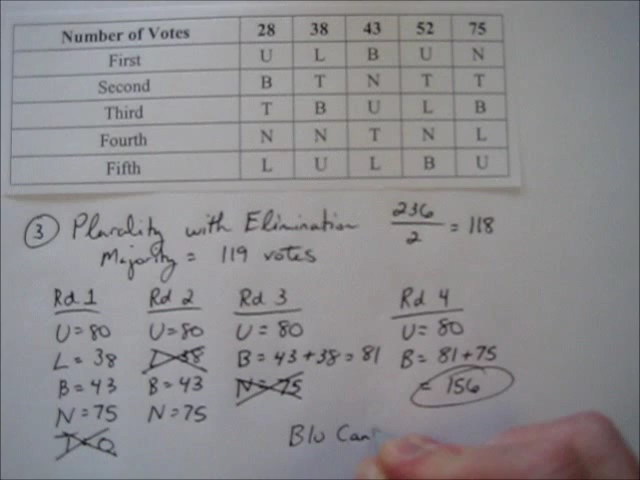 Number of Votes 28 38 43 52 75
First U L B U N
Second B T N T T
Third T B U L B
Fourth N N T N L
Fifth L U L B U
3 Plurality with Elimination 236/2 = 118
Majority = 119 votes
Rd 1 Rd 2 Rd 3 Rd 4
U = 80 U = 80 U = 80 U = 80
L = 38 L = 38 B = 43 + 38 = 81 B = 81 + 75
B = 43 B = 43 N = 75 = 156
N = 75 N = 75
T = 0
Blu Can